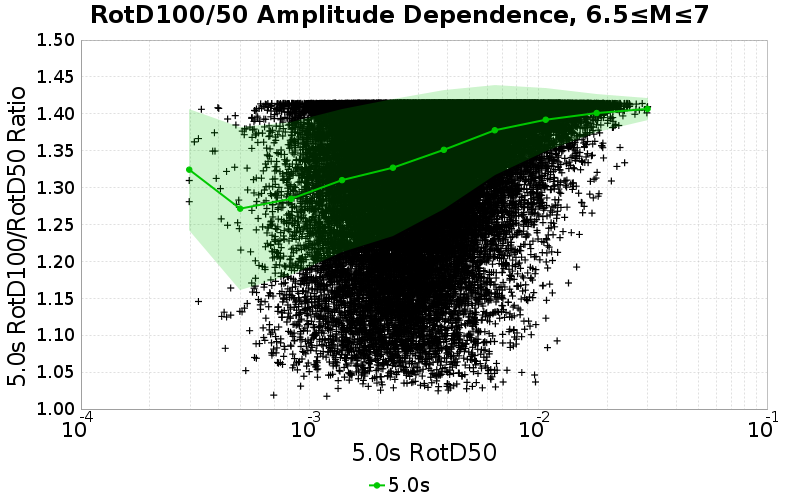 RotD100/50 Amplitude Dependence, 6.5≤M≤7
5.0s RotD100/RotD50 Ratio
1.50
1.45
1.40
1.35
1.30
1.25
1.20
1.15
1.10
1.05
1.00
10^-4 10^-3 10^-2 10^-1
5.0s RotD50
5.0s